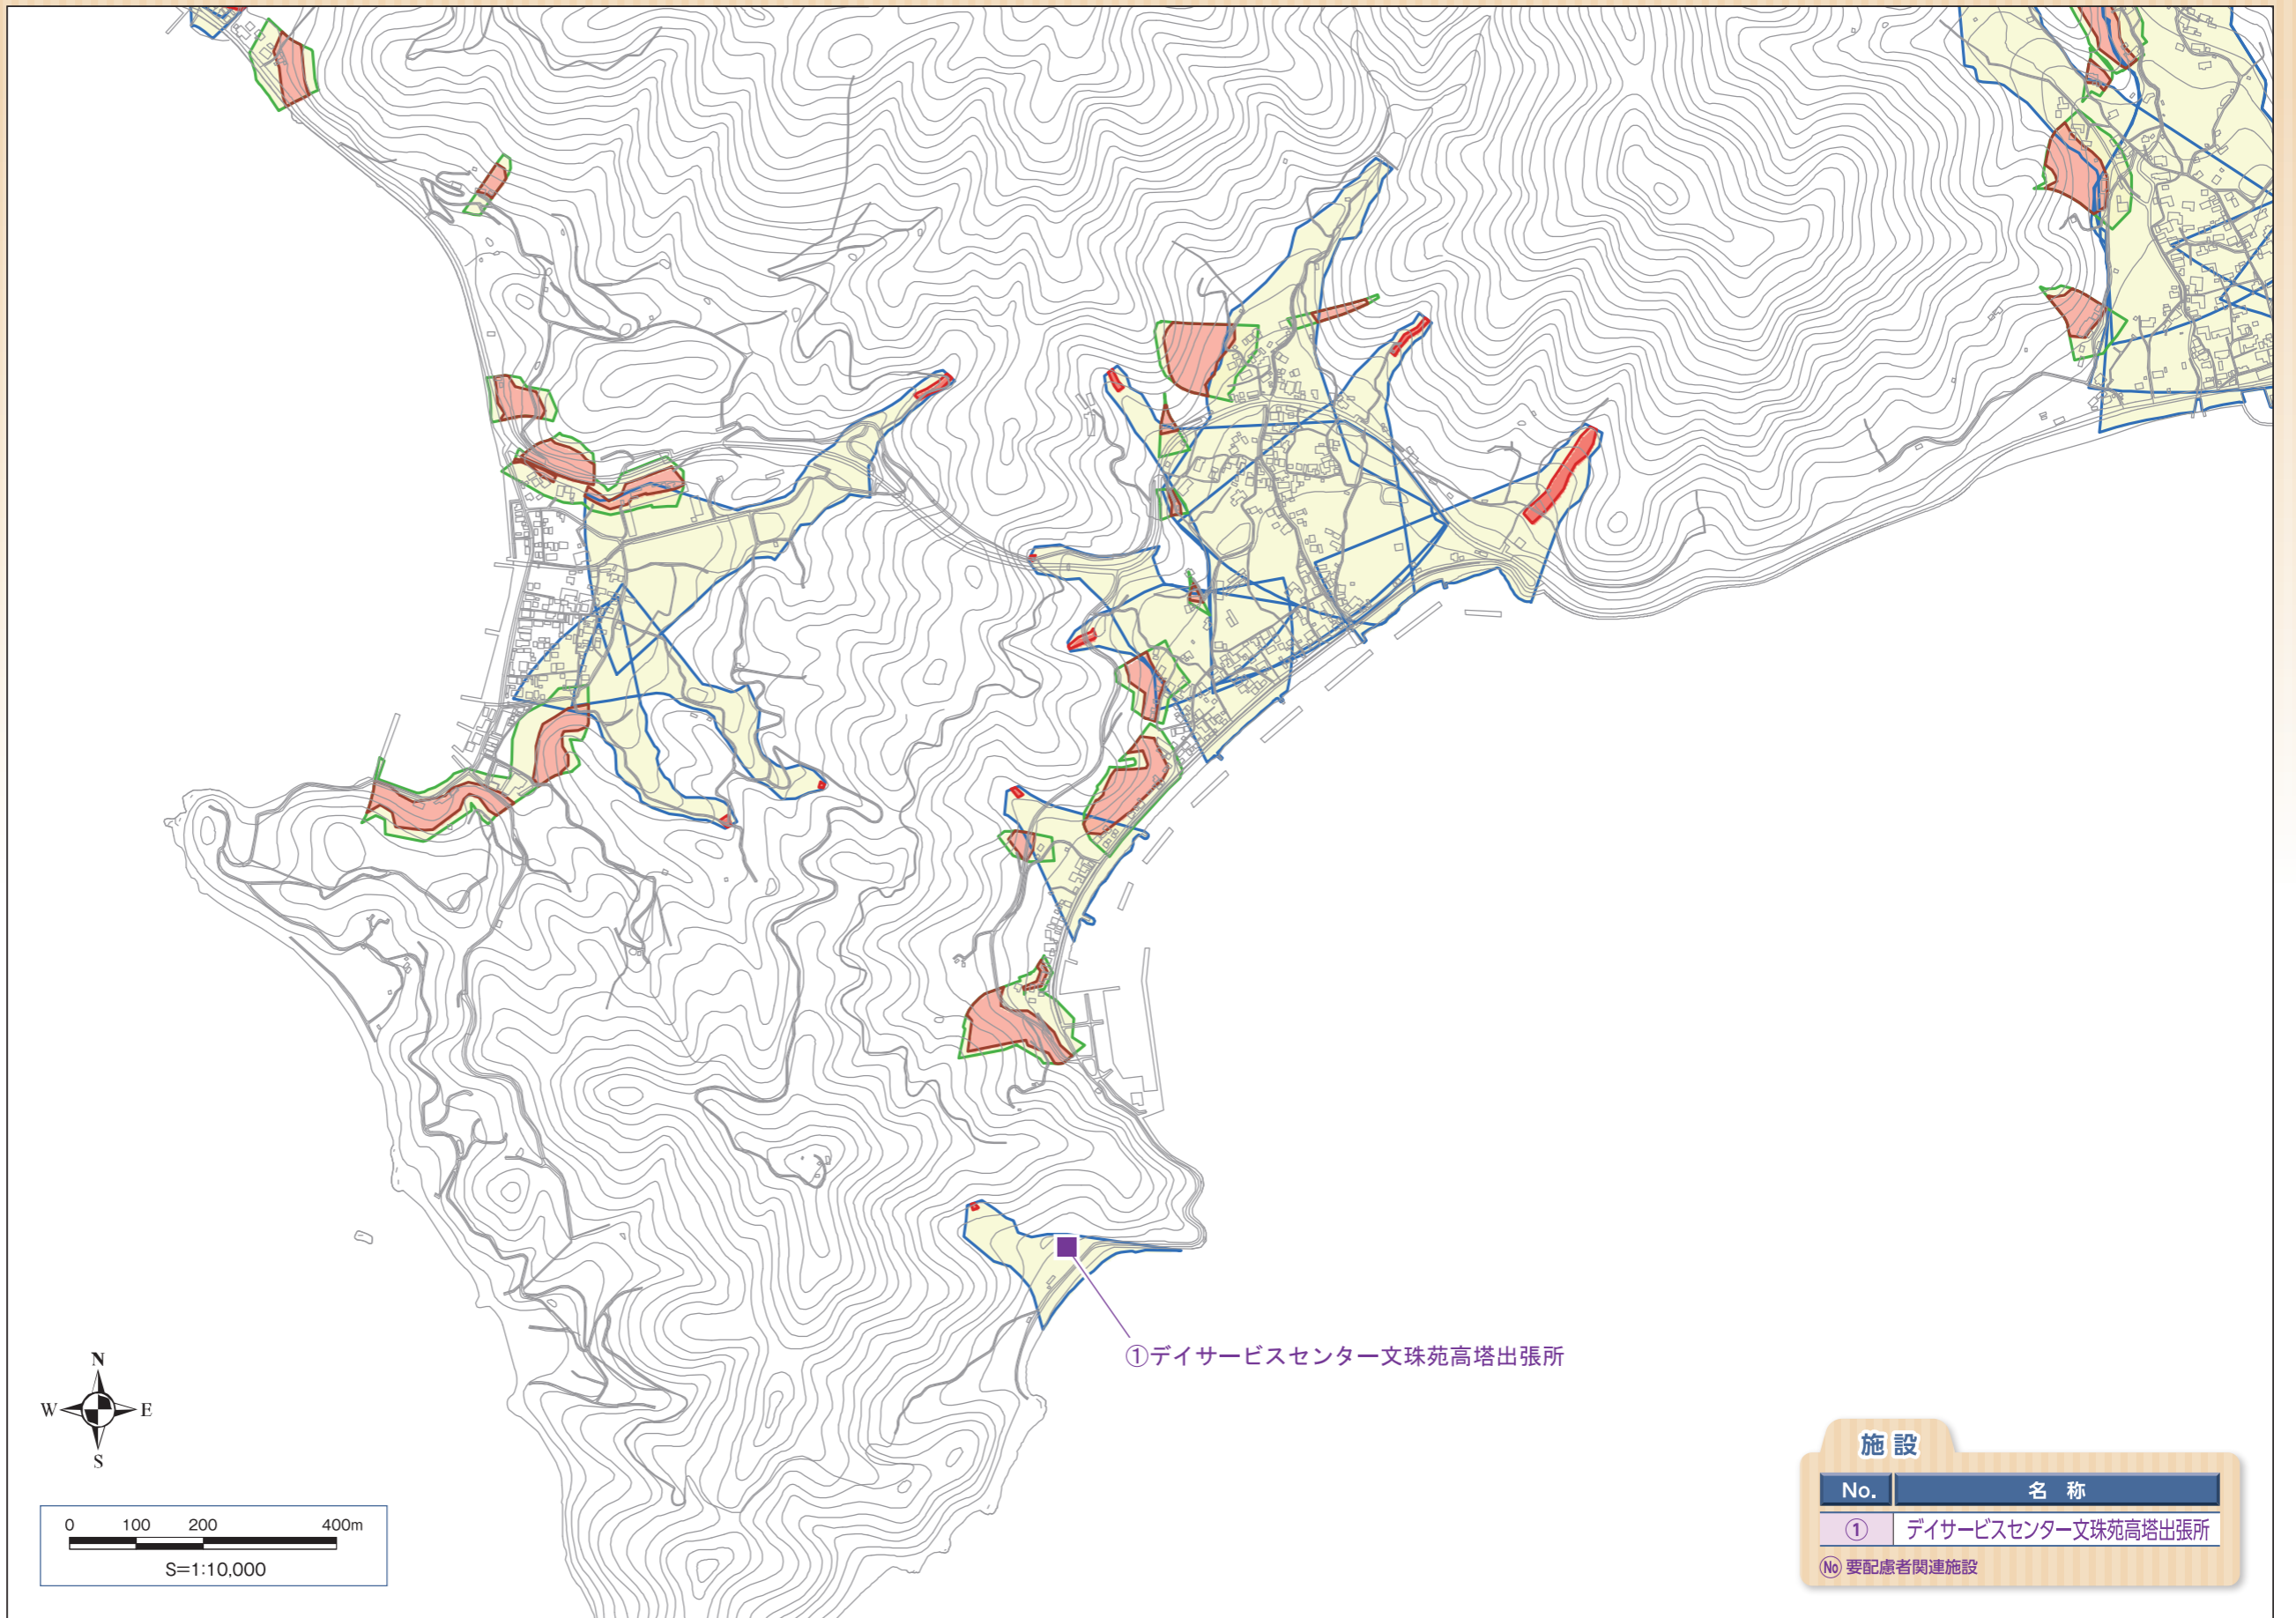 ①デイサービスセンター文珠苑高塔出張所
N
W E
S
0 100 200 400m
S=1:10,000
施設
No. 名 称
① デイサービスセンター文珠苑高塔出張所
No 要配慮者関連施設